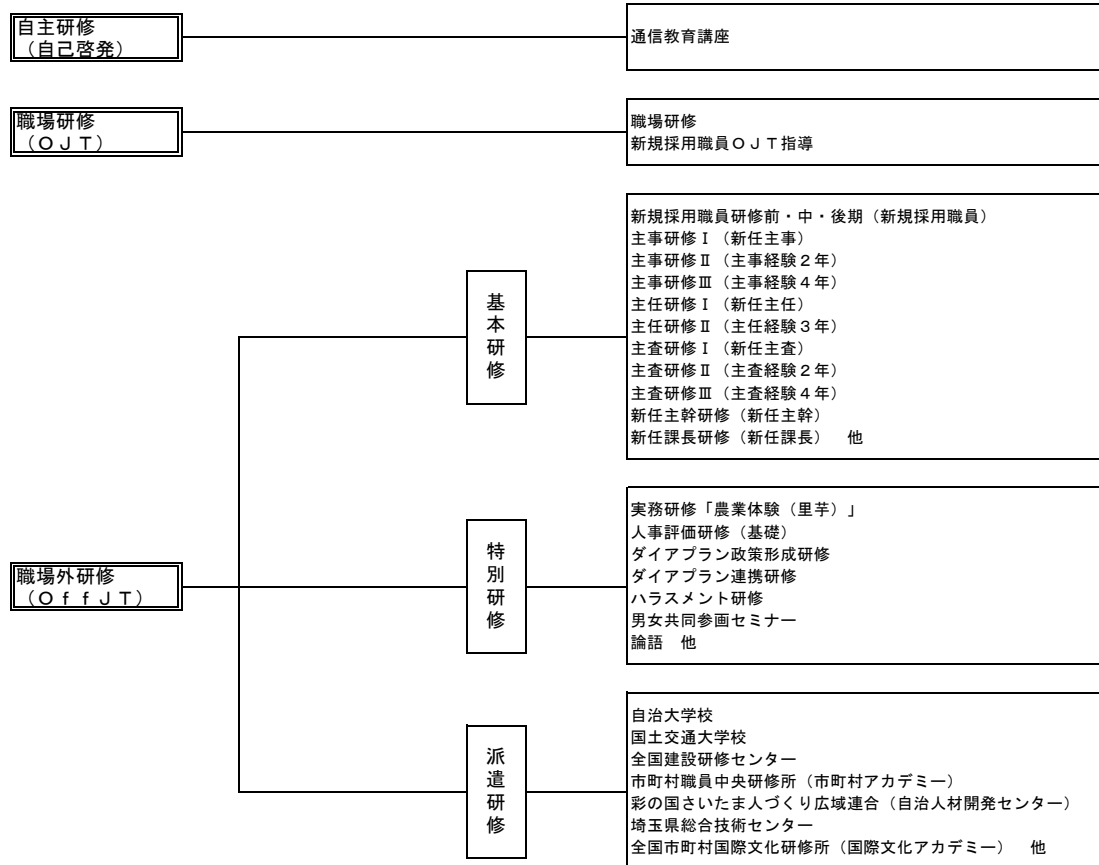 自主研修
（自己啓発）
通信教育講座
職場研修
（ＯＪＴ）
職場研修
新規採用職員ＯＪＴ指導
職場外研修
（ＯｆｆＪＴ）
基本研修
新規採用職員研修前・中・後期（新規採用職員）
主事研修Ⅰ（新任主事）
主事研修Ⅱ（主事経験２年）
主事研修Ⅲ（主事経験４年）
主任研修Ⅰ（新任主任）
主任研修Ⅱ（主任経験３年）
主査研修Ⅰ（新任主査）
主査研修Ⅱ（主査経験２年）
主査研修Ⅲ（主査経験４年）
新任主幹研修（新任主幹）
新任課長研修（新任課長）　他
特別研修
実務研修「農業体験（里芋）」
人事評価研修（基礎）
ダイアプラン政策形成研修
ダイアプラン連携研修
ハラスメント研修
男女共同参画セミナー
論語　他
派遣研修
自治大学校
国土交通大学校
全国建設研修センター
市町村職員中央研修所（市町村アカデミー）
彩の国さいたま人づくり広域連合（自治人材開発センター）
埼玉県総合技術センター
全国市町村国際文化研修所（国際文化アカデミー）　他